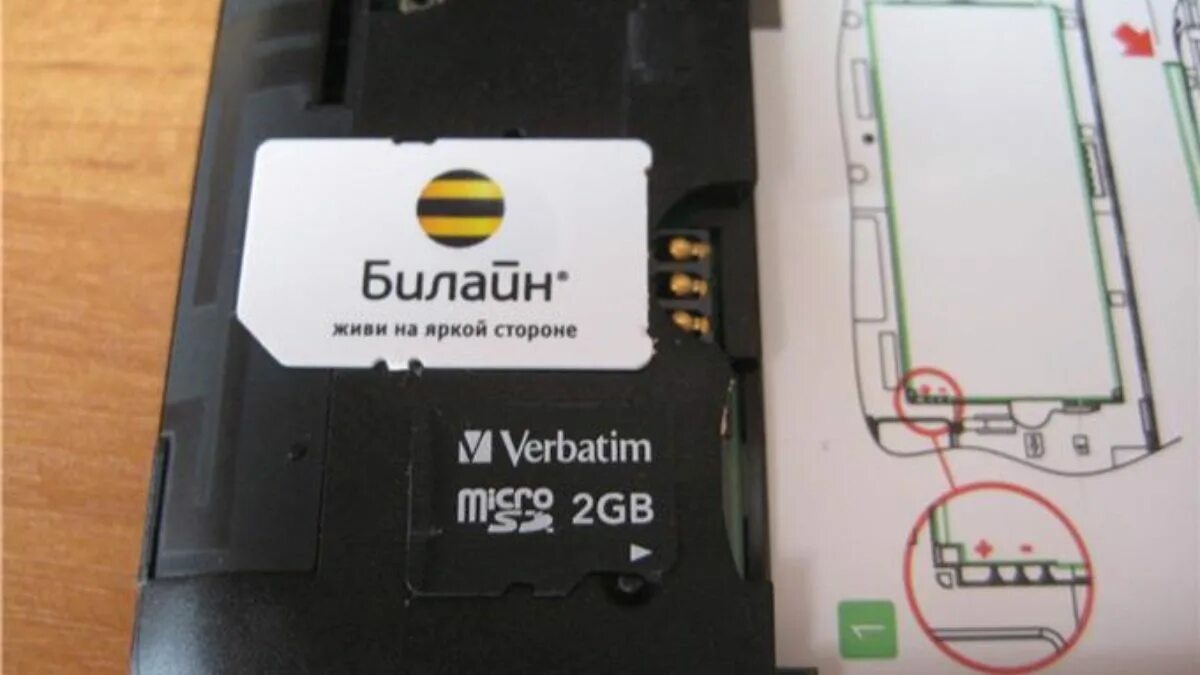 Билайн®
живи на яркой стороне
Verbatim
micro SD 2GB
+ -
1